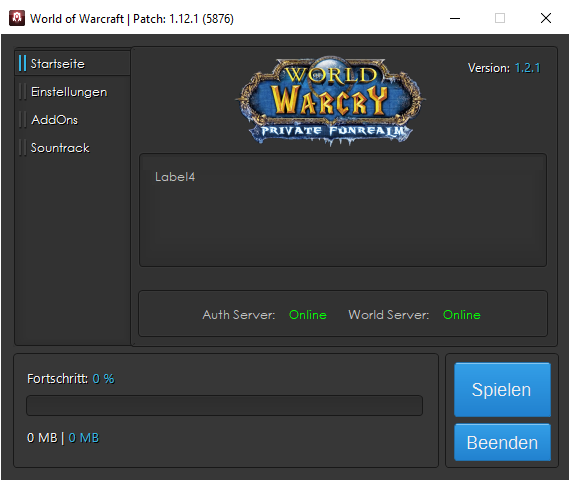 World of Warcraft | Patch: 1.12.1 (5876)
Startseite
Einstellungen
AddOns
Sountrack
WORLD
OF
WARCRY
PRIVATE FUNREALM
Version: 1.2.1
Label4
Auth Server: Online World Server: Online
Fortschritt: 0 %
0 MB | 0 MB
Spielen
Beenden